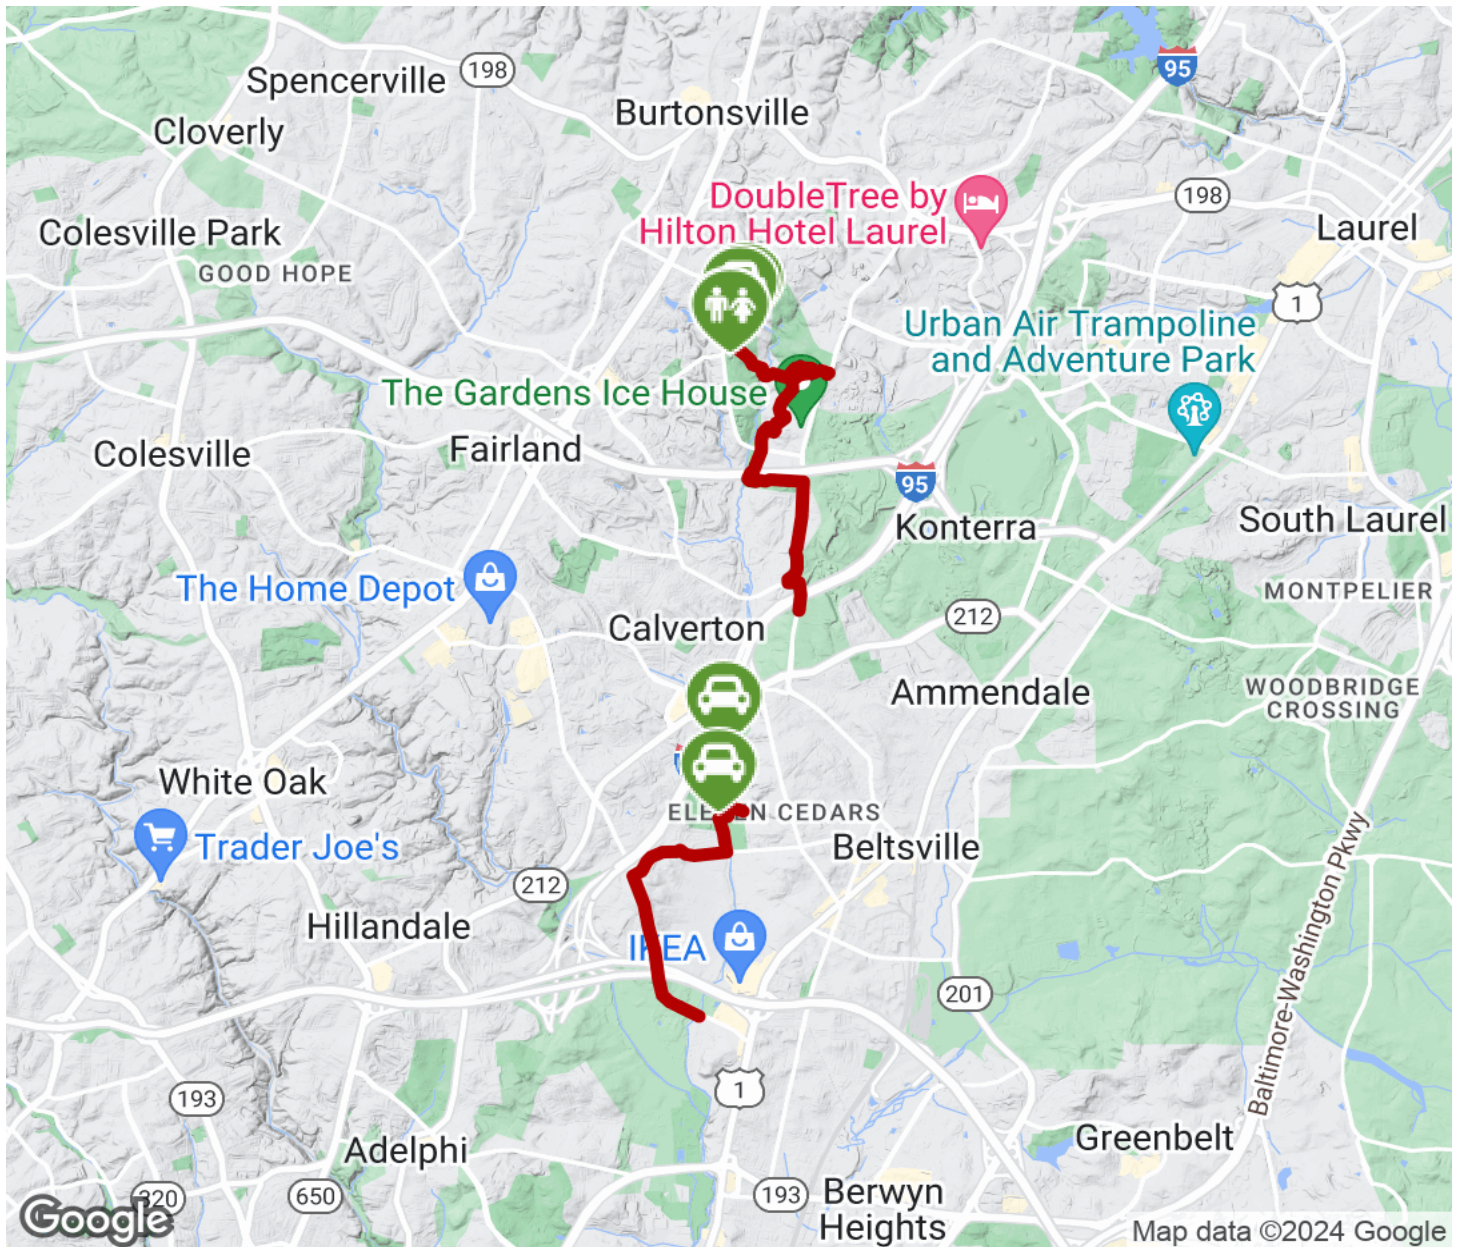 Spencerville
198
95
Burtonsville
Cloverly
DoubleTree by
Hilton Hotel Laurel
198
Laurel
Colesville Park
GOOD HOPE
1
Urban Air Trampoline
and Adventure Park
The Gardens Ice House
Fairland
Colesville
95
Konterra
South Laurel
The Home Depot
MONTPELIER
212
Calverton
Ammendale
WOODBRIDGE
CROSSING
White Oak
CEDARS
Beltsville
Trader Joe's
212
Hillandale
IKEA
201
Baltimore-Washington Pkwy
1
193
Greenbelt
Adelphi
193
Berwyn
Heights
320
650
Google
Map data ©2024 Google